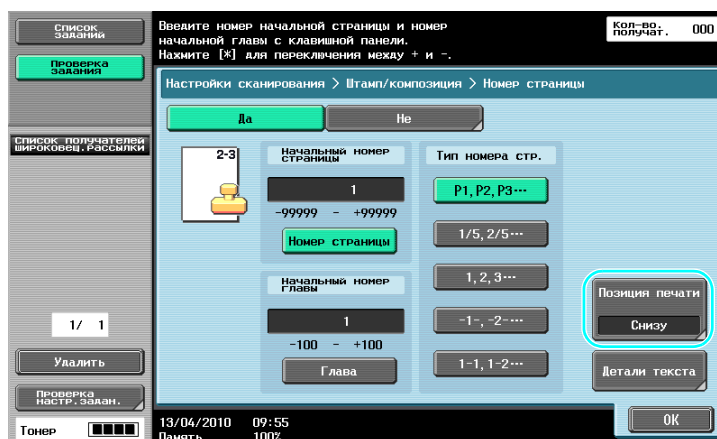 Список
заданий
Введите номер начальной страницы и номер
начальной главы с клавишной панели.
Нажмите [*] для переключения между + и -.
Кол-во.
получат.
000
Проверка
задания
Настройки сканирования > Штамп/композиция > Номер страницы
Да
Не
Список получателей
широковещ.рассылки
2-3
Начальный номер
страницы
1
-99999 - +99999
Номер страницы
Тип номера стр.
P1,P2,P3···
1/5,2/5···
1,2,3···
-1-,-2-···
1-1,1-2···
Начальный номер
главы
1
-100 - +100
Глава
Позиция печати
Снизу
Детали текста
1/ 1
Удалить
Проверка
настр.задан.
Тонер
13/04/2010 09:55
Память 100%
OK